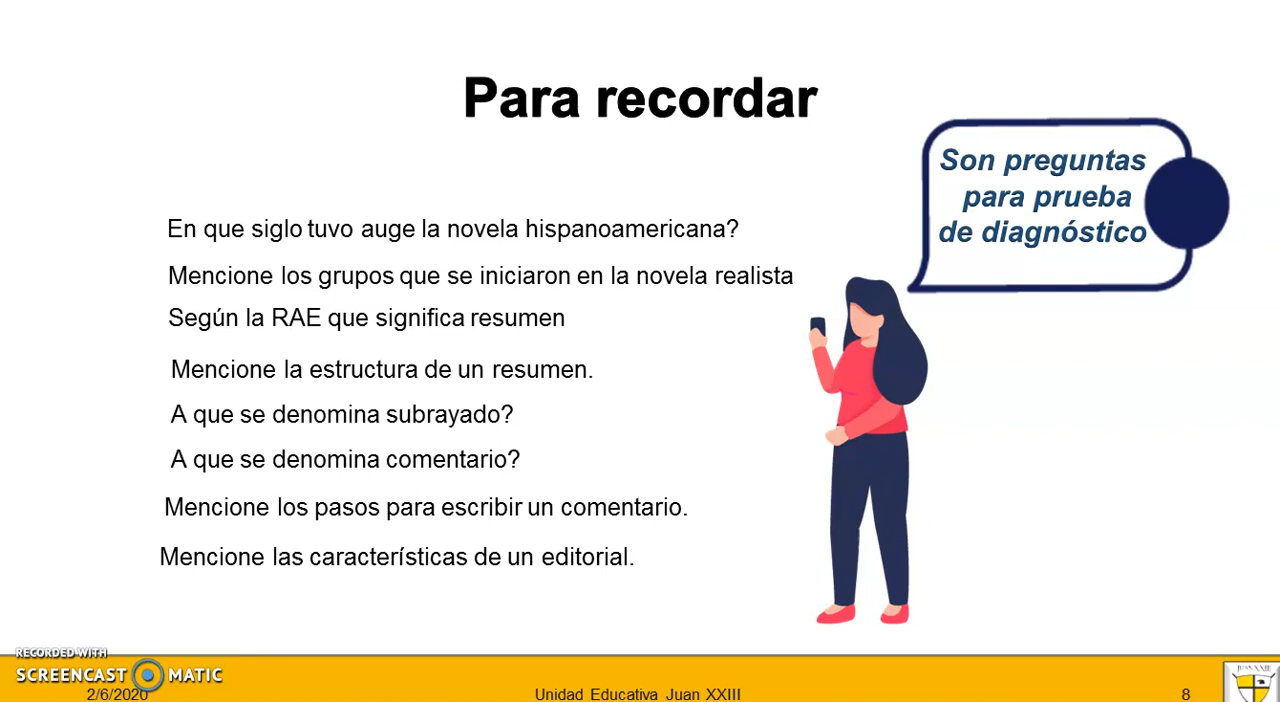 Para recordar
Son preguntas
para prueba
de diagnóstico
En que siglo tuvo auge la novela hispanoamericana?
Mencione los grupos que se iniciaron en la novela realista
Según la RAE que significa resumen
Mencione la estructura de un resumen.
A que se denomina subrayado?
A que se denomina comentario?
Mencione los pasos para escribir un comentario.
Mencione las características de un editorial.
RECORDED WITH
SCREENCAST MATIC
2/6/2020
Unidad Educativa Juan XXIII
8
JUAN XXIII